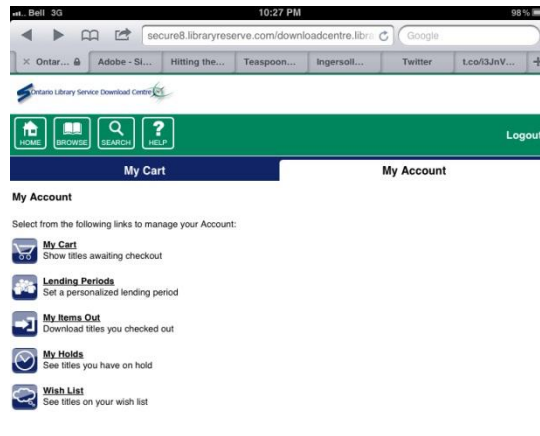 Bell 3G 10:27 PM 98%
secure8.libraryreserve.com/downloadcentre.libra Google
Ontar... Adobe - Si... Hitting the... Teaspoon... Ingersoll... Twitter t.co/i3JnV...
Ontario Library Service Download Centre
HOME BROWSE SEARCH HELP
Logout
My Cart My Account
My Account
Select from the following links to manage your Account:
My Cart
Show titles awaiting checkout
Lending Periods
Set a personalized lending period
My Items Out
Download titles you checked out
My Holds
See titles you have on hold
Wish List
See titles on your wish list